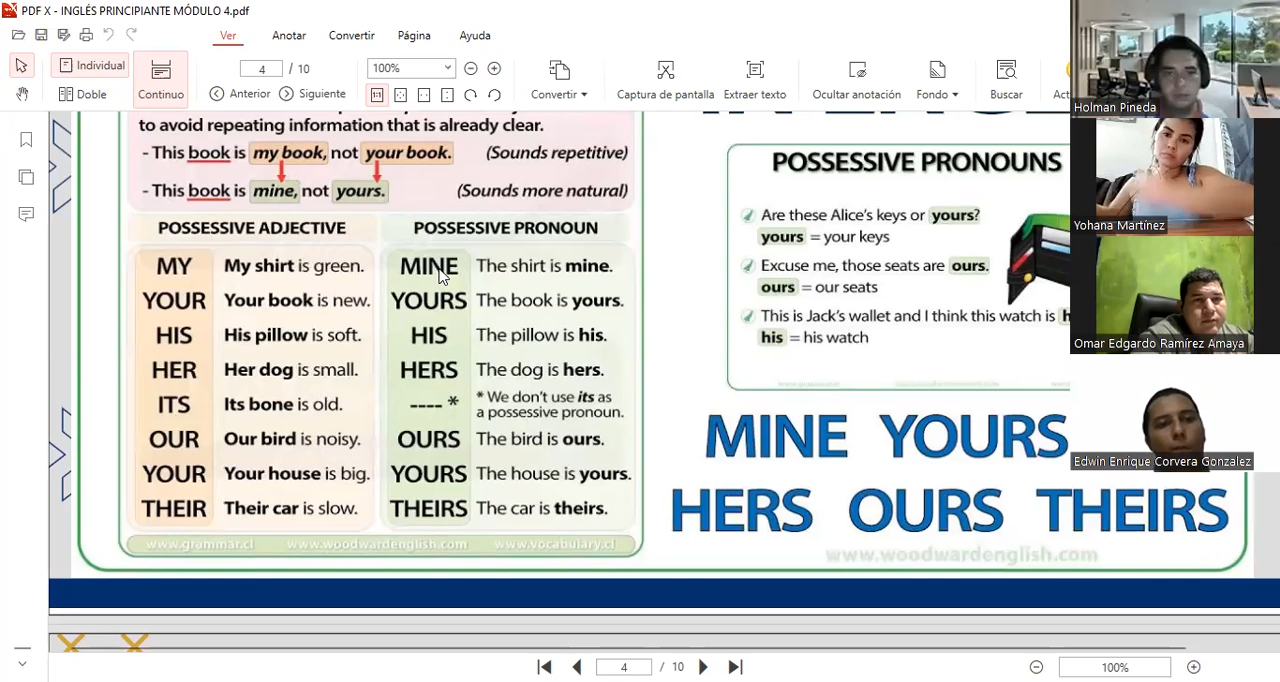 PDF X - INGLÉS PRINCIPIANTE MÓDULO 4.pdf
Ver Anotar Convertir Página Ayuda
Individual
Doble
Continuo
4 / 10
Anterior Siguiente
100%
Convertir
Captura de pantalla
Extraer texto
Ocultar anotación
Fondo
Buscar
to avoid repeating information that is already clear.
- This book is my book, not your book. (Sounds repetitive)
- This book is mine, not yours. (Sounds more natural)
POSSESSIVE ADJECTIVE POSSESSIVE PRONOUN
MY My shirt is green. MINE The shirt is mine.
YOUR Your book is new. YOURS The book is yours.
HIS His pillow is soft. HIS The pillow is his.
HER Her dog is small. HERS The dog is hers.
ITS Its bone is old. ---- * * We don't use its as
a possessive pronoun.
OUR Our bird is noisy. OURS The bird is ours.
YOUR Your house is big. YOURS The house is yours.
THEIR Their car is slow. THEIRS The car is theirs.
www.grammar.cl www.woodwardenglish.com www.vocabulary.cl
POSSESSIVE PRONOUNS
Are these Alice's keys or yours?
yours = your keys
Excuse me, those seats are ours.
ours = our seats
This is Jack's wallet and I think this watch is
his = his watch
MINE YOURS
HERS OURS THEIRS
www.woodwardenglish.com
Holman Pineda
Yohana Martínez
Omar Edgardo Ramírez Amaya
Edwin Enrique Corvera Gonzalez
4 / 10
100%